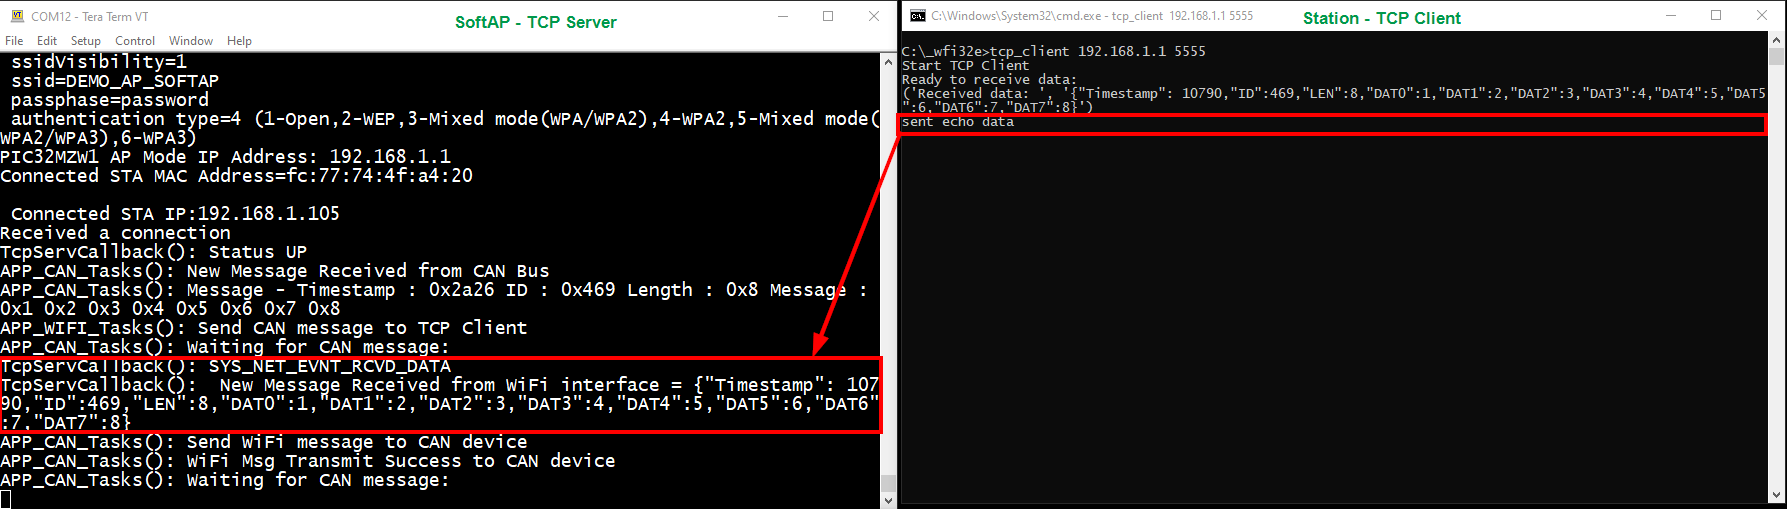 COM12 - Tera Term VT
SoftAP - TCP Server
File Edit Setup Control Window Help
ssidVisibility=1
ssid=DEMO_AP_SOFTAP
passphase=password
authentication type=4 (1-Open,2-WEP,3-Mixed mode(WPA/WPA2),4-WPA2,5-Mixed mode(
WPA2/WPA3),6-WPA3)
PIC32MZW1 AP Mode IP Address: 192.168.1.1
Connected STA MAC Address=fc:77:74:4f:a4:20
Connected STA IP:192.168.1.105
Received a connection
TcpServCallback(): Status UP
APP_CAN_Tasks(): New Message Received from CAN Bus
APP_CAN_Tasks(): Message - Timestamp : 0x2a26 ID : 0x469 Length : 0x8 Message :
0x1 0x2 0x3 0x4 0x5 0x6 0x7 0x8
APP_WIFI_Tasks(): Send CAN message to TCP Client
APP_CAN_Tasks(): Waiting for CAN message:
TcpServCallback(): SYS_NET_EVNT_RCVD_DATA
TcpServCallback():  New Message Received from WiFi interface = {"Timestamp": 107
90,"ID":469,"LEN":8,"DAT0":1,"DAT1":2,"DAT2":3,"DAT3":4,"DAT4":5,"DAT5":6,"DAT6"
:7,"DAT7":8}
APP_CAN_Tasks(): Send WiFi message to CAN device
APP_CAN_Tasks(): WiFi Msg Transmit Success to CAN device
APP_CAN_Tasks(): Waiting for CAN message:
C:\Windows\System32\cmd.exe - tcp_client 192.168.1.1 5555
Station - TCP Client
C:\_wfi32e>tcp_client 192.168.1.1 5555
Start TCP Client
Ready to receive data:
('Received data: ', '{"Timestamp": 10790,"ID":469,"LEN":8,"DAT0":1,"DAT1":2,"DAT2":3,"DAT3":4,"DAT4":5,"DAT5
":6,"DAT6":7,"DAT7":8}')
sent echo data